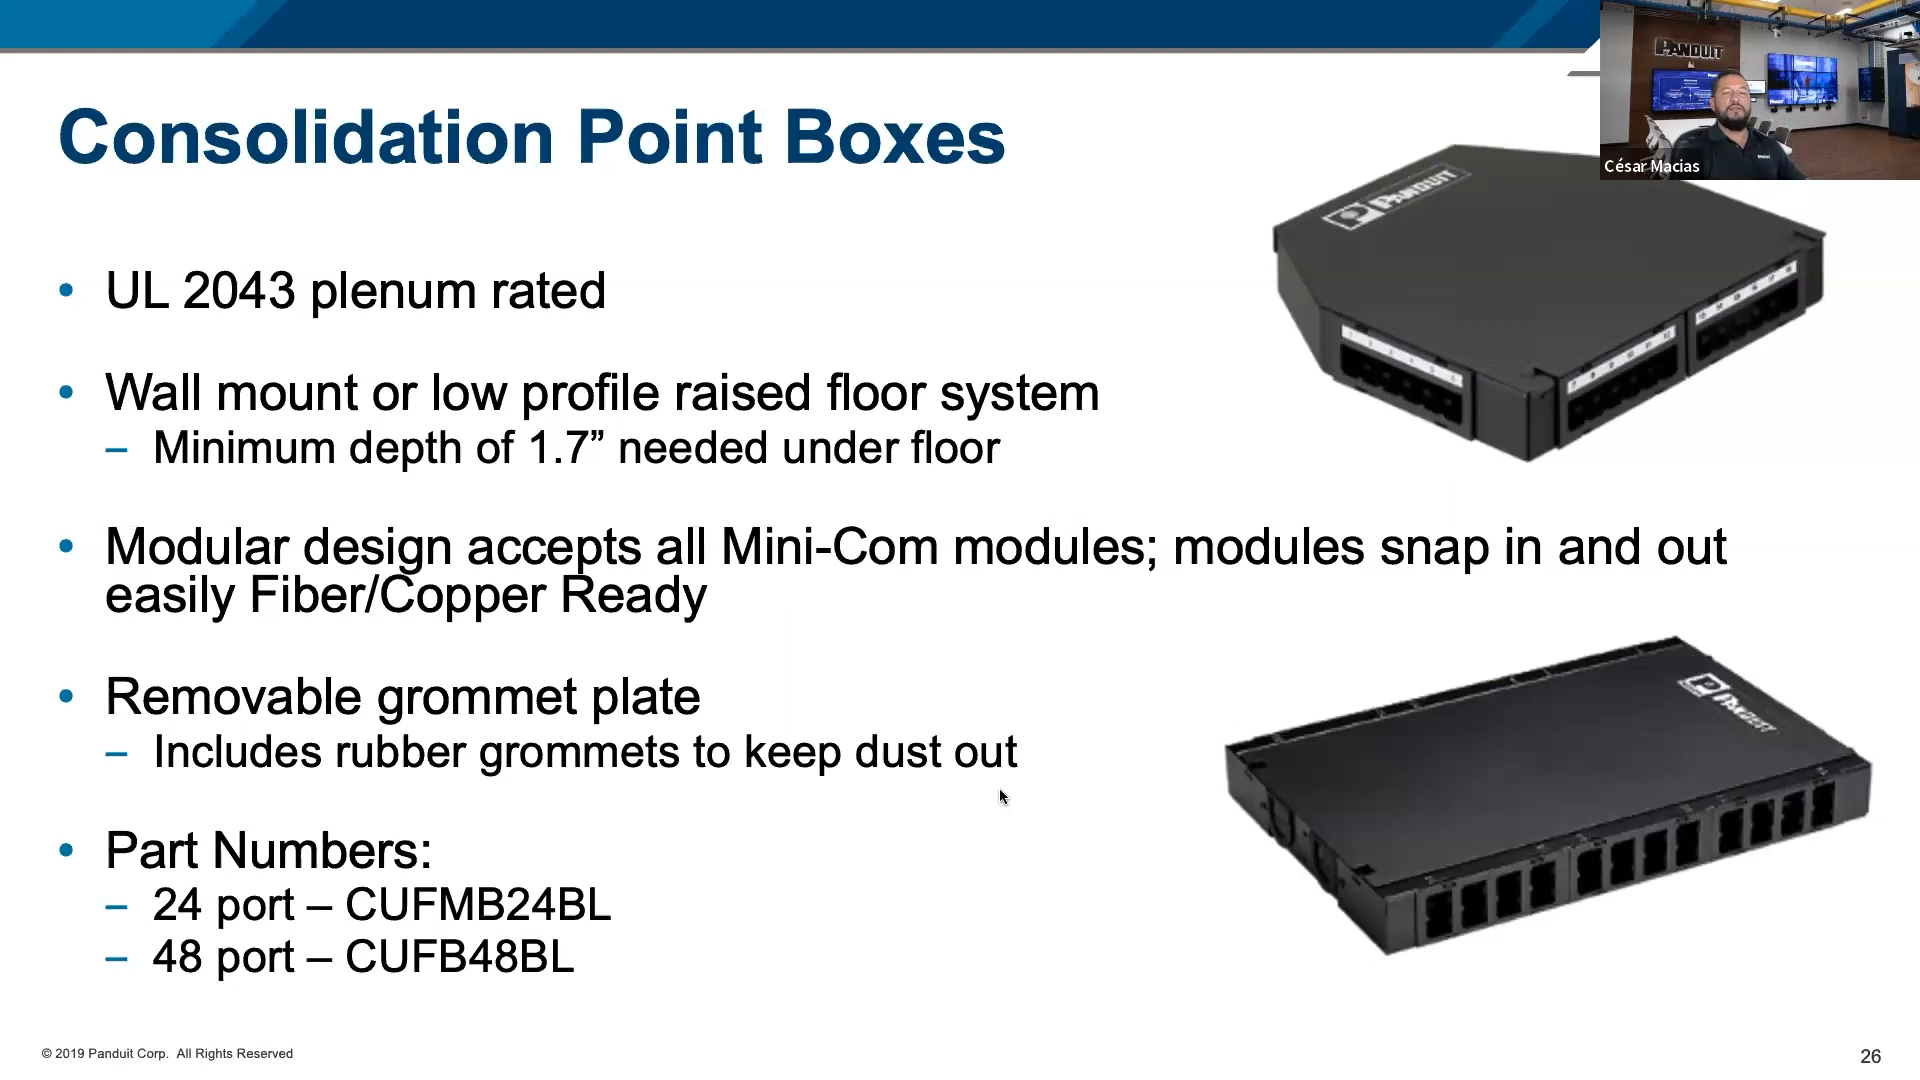 PANDUIT
César Macias
Consolidation Point Boxes
PANDUIT
• UL 2043 plenum rated
• Wall mount or low profile raised floor system
– Minimum depth of 1.7” needed under floor
• Modular design accepts all Mini-Com modules; modules snap in and out
easily Fiber/Copper Ready
• Removable grommet plate
– Includes rubber grommets to keep dust out
PANDUIT
• Part Numbers:
– 24 port – CUFMB24BL
– 48 port – CUFB48BL
© 2019 Panduit Corp. All Rights Reserved
26